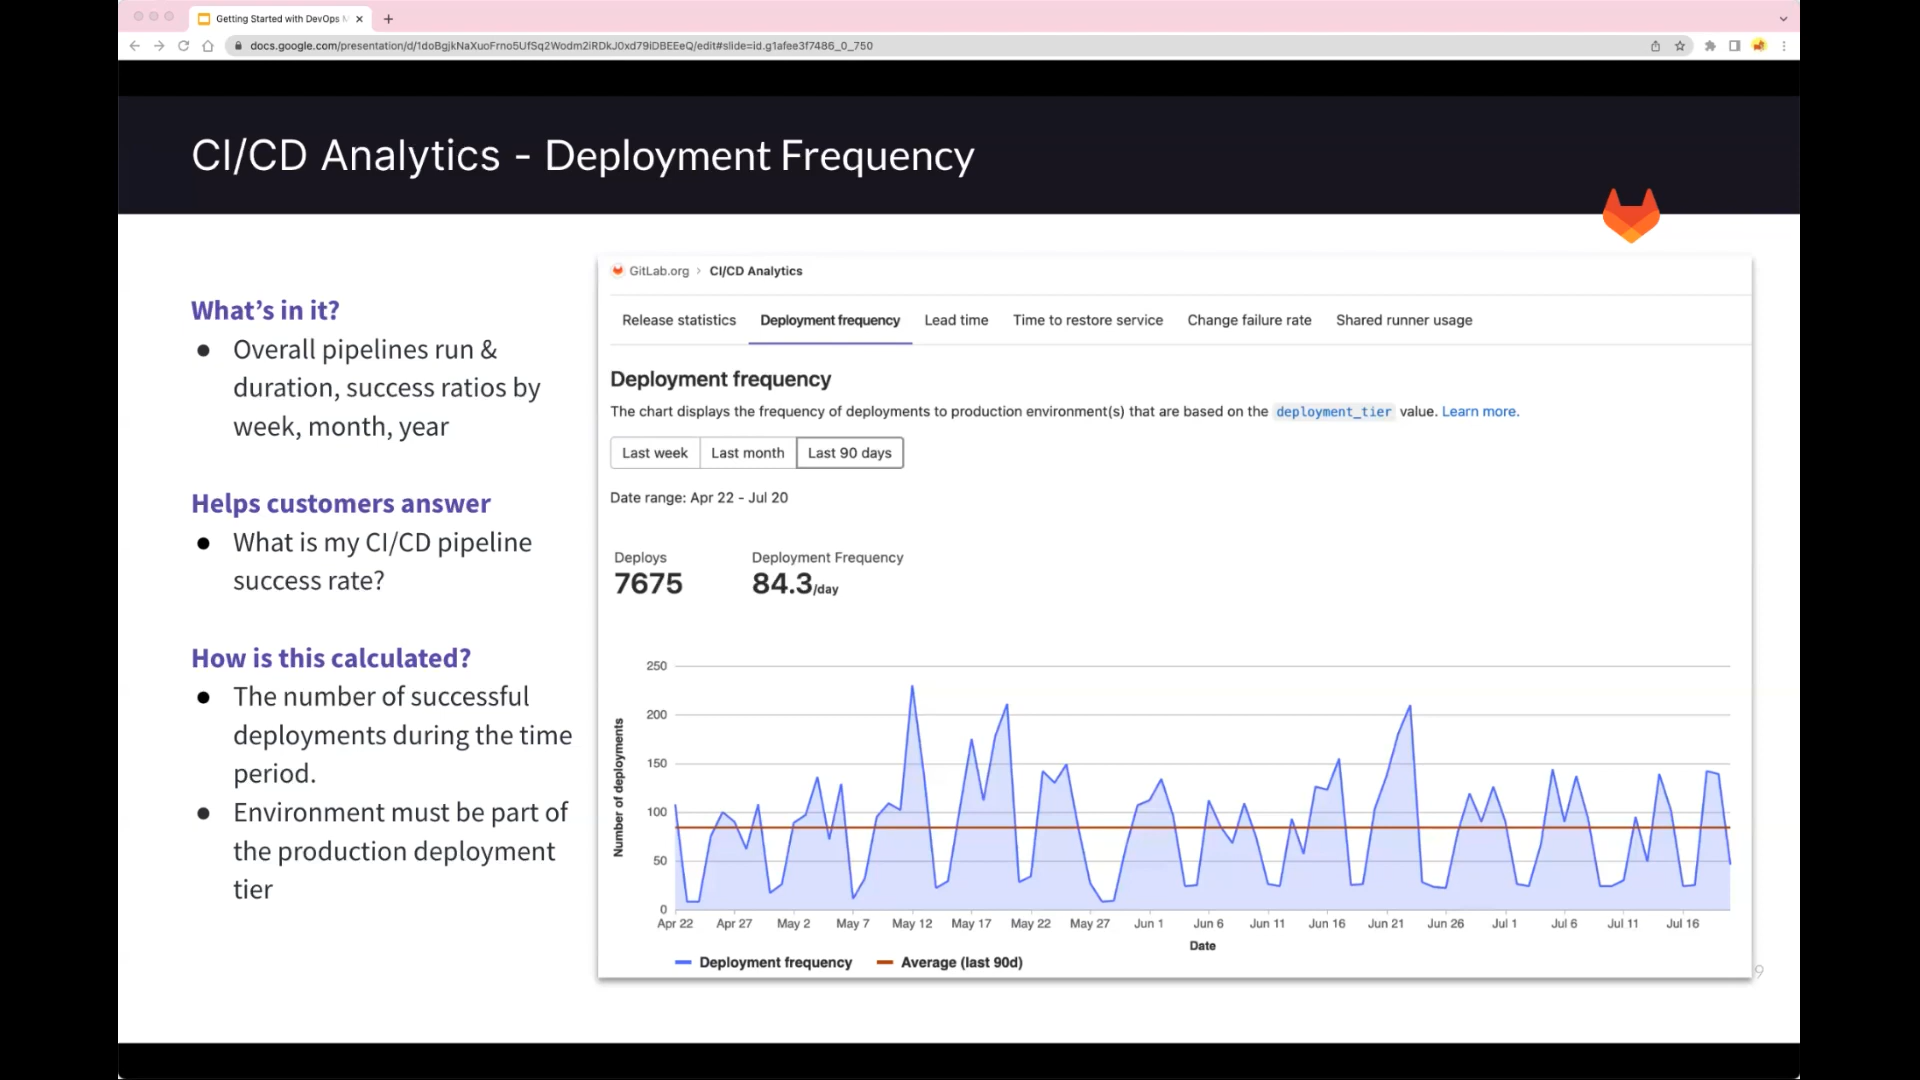 Getting Started with DevOps M
docs.google.com/presentation/d/1doBgjkNaXuoFrno5UfSq2Wodm2iRDkJ0xd79iDBEEeQ/edit#slide=id.g1afee3f7486_0_750
CI/CD Analytics - Deployment Frequency
What's in it?
● Overall pipelines run &
duration, success ratios by
week, month, year
Helps customers answer
● What is my CI/CD pipeline
success rate?
How is this calculated?
● The number of successful
deployments during the time
period.
● Environment must be part of
the production deployment
tier
GitLab.org › CI/CD Analytics
Release statistics Deployment frequency Lead time Time to restore service Change failure rate Shared runner usage
Deployment frequency
The chart displays the frequency of deployments to production environment(s) that are based on the deployment_tier value. Learn more.
Last week Last month Last 90 days
Date range: Apr 22 - Jul 20
Deploys Deployment Frequency
7675 84.3/day
Number of deployments
250
200
150
100
50
0
Apr 22 Apr 27 May 2 May 7 May 12 May 17 May 22 May 27 Jun 1 Jun 6 Jun 11 Jun 16 Jun 21 Jun 26 Jul 1 Jul 6 Jul 11 Jul 16
Date
Deployment frequency Average (last 90d)
9